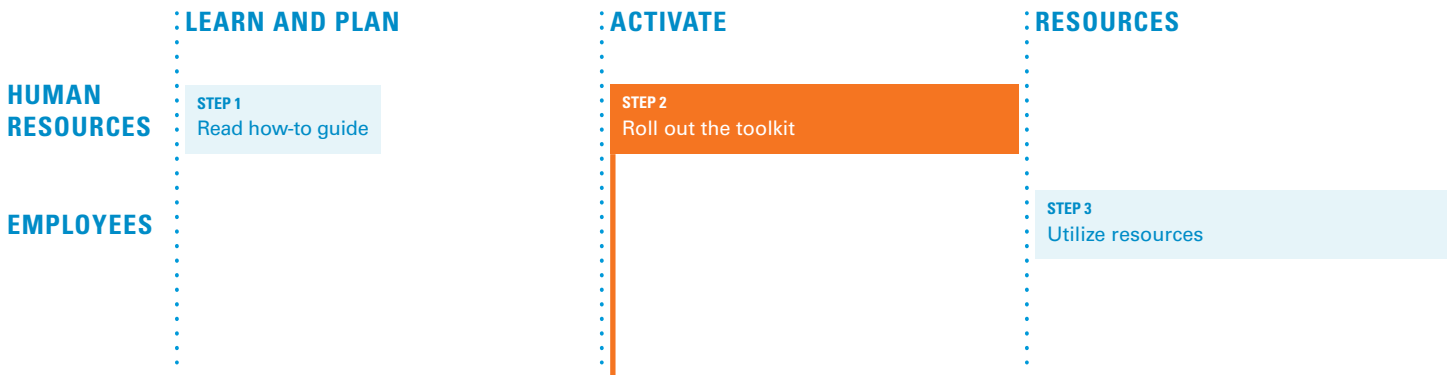 LEARN AND PLAN
ACTIVATE
RESOURCES
HUMAN
RESOURCES
STEP 1
Read how-to guide
STEP 2
Roll out the toolkit
EMPLOYEES
STEP 3
Utilize resources